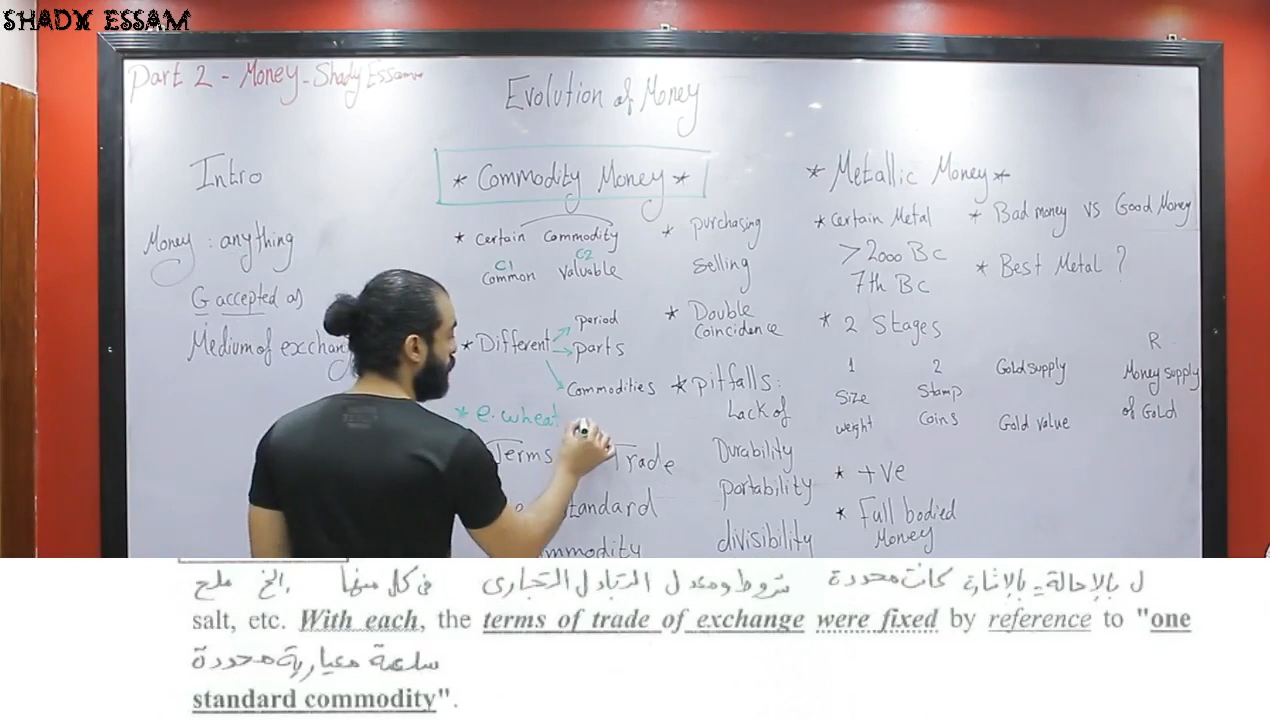 SHADY ESSAM
Part 2 - Money - Shady Essam
Evolution of Money
Intro
Money : anything
G accepted as
Medium of exchang
* Commodity Money *
* Certain Commodity
C1 C2
Common Valuable
* Different
period
parts
Commodities
* e. wheat
Terms Trade
tandard
mmodity
* purchasing
Selling
* Double
Coincidence
* pitfalls :
Lack of
Durability
portability
divisibility
* Metallic Money *
* Certain Metal
> 2000 BC
7th BC
* 2 Stages
1 2
Size Stamp
weight Coins
* +ve
* Full bodied
Money
* Bad money VS Good Money
* Best Metal ?
Gold supply
Gold value
R
Money supply
of Gold
ل بالإحالة = بالإشارة كانت محددة شروط ومعدل التبادل التجارى فى كل منها إلخ ملح
salt, etc. With each, the terms of trade of exchange were fixed by reference to "one
سلعة معيارية محددة
standard commodity".